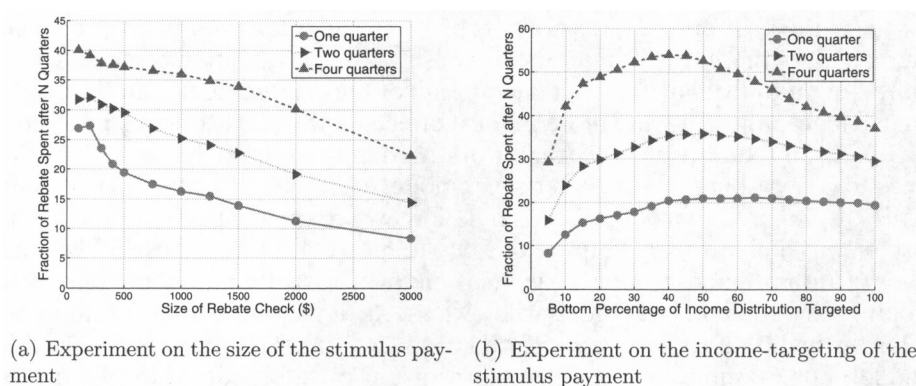 45
40
35
30
25
20
15
10
5
0
Fraction of Rebate Spent after N Quarters
One quarter
Two quarters
Four quarters
500 1000 1500 2000 3000
Size of Rebate Check ($)
60
50
40
30
20
10
0
Fraction of Rebate Spent after N Quarters
One quarter
Two quarters
Four quarters
10 20 30 40 50 60 70 80 90 100
Bottom Percentage of Income Distribution Targeted
(a) Experiment on the size of the stimulus pay-
ment
(b) Experiment on the income-targeting of the
stimulus payment